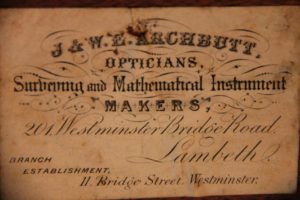 J & W. E. ARCHBUTT,
OPTICIANS,
Surveying and Mathematical Instrument
MAKERS,
201, Westminster Bridge Road,
Lambeth.
BRANCH
ESTABLISHMENT,
11, Bridge Street, Westminster.